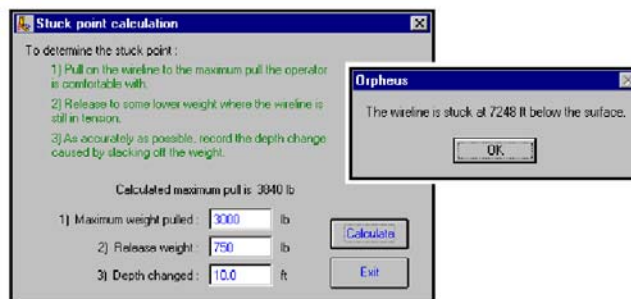 Stuck point calculation
To determine the stuck point :
1) Pull on the wireline to the maximum pull the operator
is comfortable with.
2) Release to some lower weight where the wireline is
still in tension.
3) As accurately as possible, record the depth change
caused by slacking off the weight.
Calculated maximum pull is 3840 lb
1) Maximum weight pulled : 3000 lb
2) Release weight : 750 lb
3) Depth changed : 10.0 ft
Calculate
Exit
Orpheus
The wireline is stuck at 7248 ft below the surface.
OK